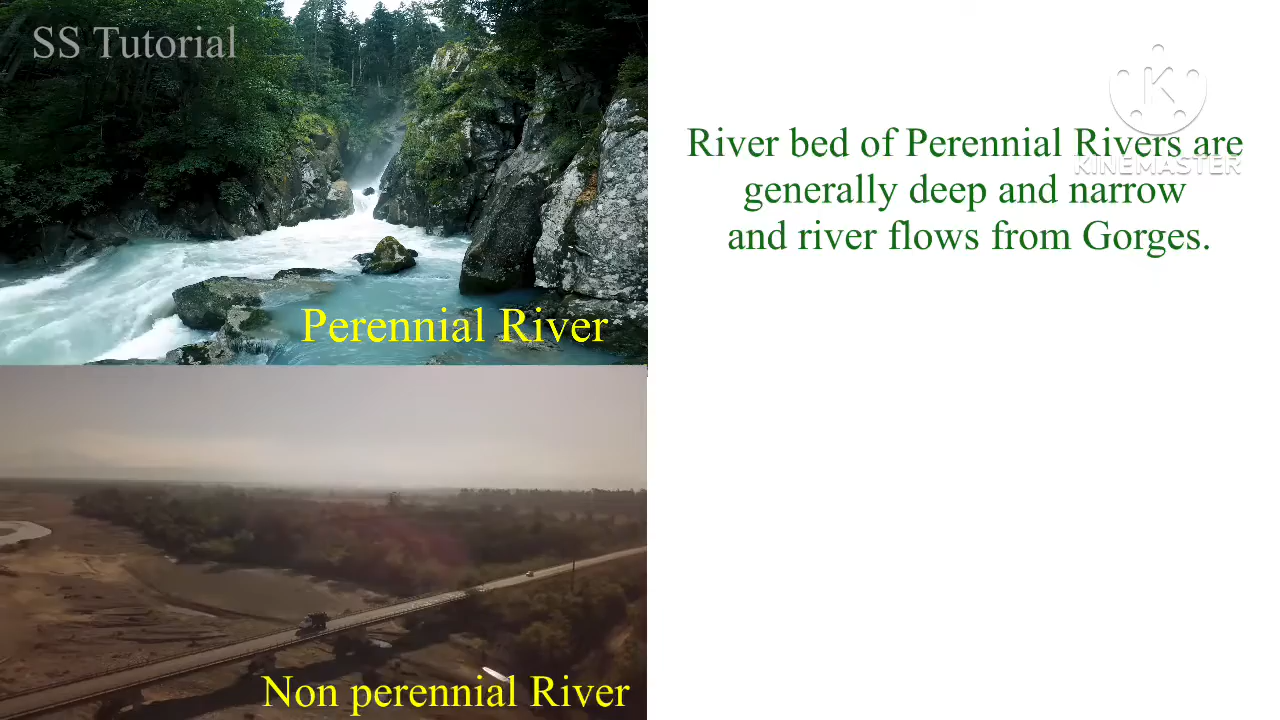 SS Tutorial
Perennial River
Non perennial River
K
KINEMASTER
River bed of Perennial Rivers are
generally deep and narrow
and river flows from Gorges.